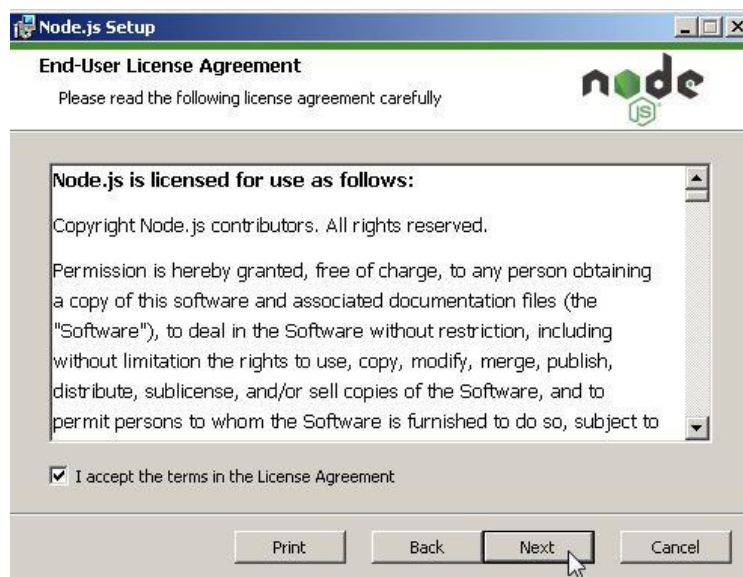 Node.js Setup
End-User License Agreement
Please read the following license agreement carefully
node
JS
Node.js is licensed for use as follows:
Copyright Node.js contributors. All rights reserved.
Permission is hereby granted, free of charge, to any person obtaining
a copy of this software and associated documentation files (the
"Software"), to deal in the Software without restriction, including
without limitation the rights to use, copy, modify, merge, publish,
distribute, sublicense, and/or sell copies of the Software, and to
permit persons to whom the Software is furnished to do so, subject to
I accept the terms in the License Agreement
Print Back Next Cancel